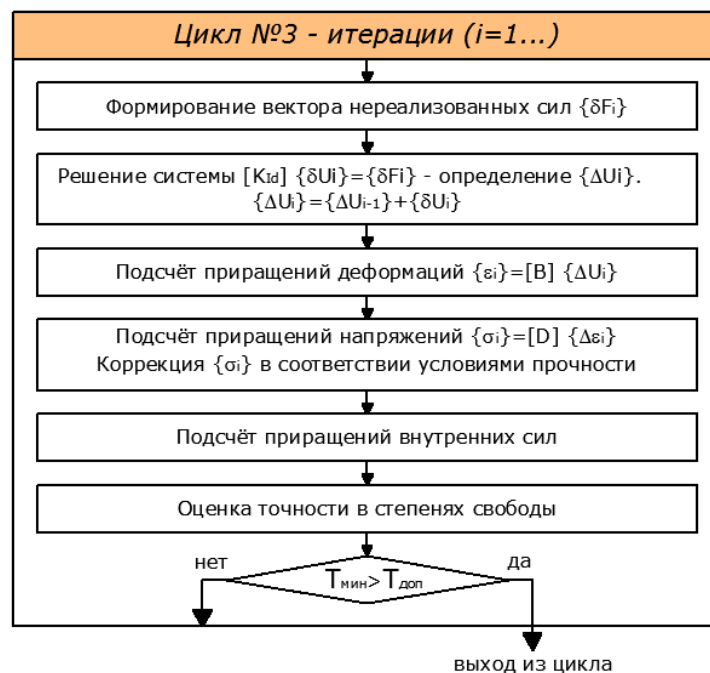 Цикл №3 - итерации (i=1...)
Формирование вектора нереализованных сил {δFi}
Решение системы [KId] {δUi}={δFi} - определение {ΔUi}.
{ΔUi}={ΔUi-1}+{δUi}
Подсчёт приращений деформаций {εi}=[B] {ΔUi}
Подсчёт приращений напряжений {σi}=[D] {Δεi}
Коррекция {σi} в соответствии условиями прочности
Подсчёт приращений внутренних сил
Оценка точности в степенях свободы
нет
да
Tмин>Tдоп
выход из цикла